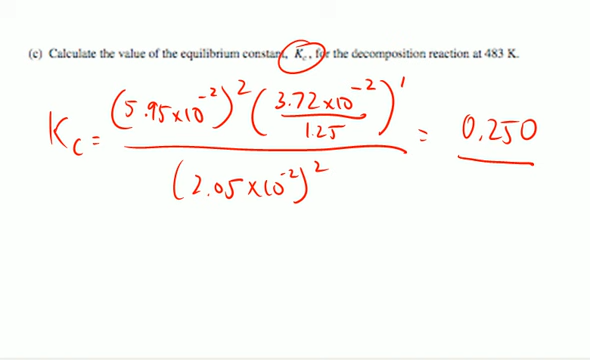 (c) Calculate the value of the equilibrium constant, Kc, for the decomposition reaction at 483 K.
Kc = (5.95×10⁻²)² (3.72×10⁻² / 1.25)¹ / (2.05×10⁻²)² = 0.250